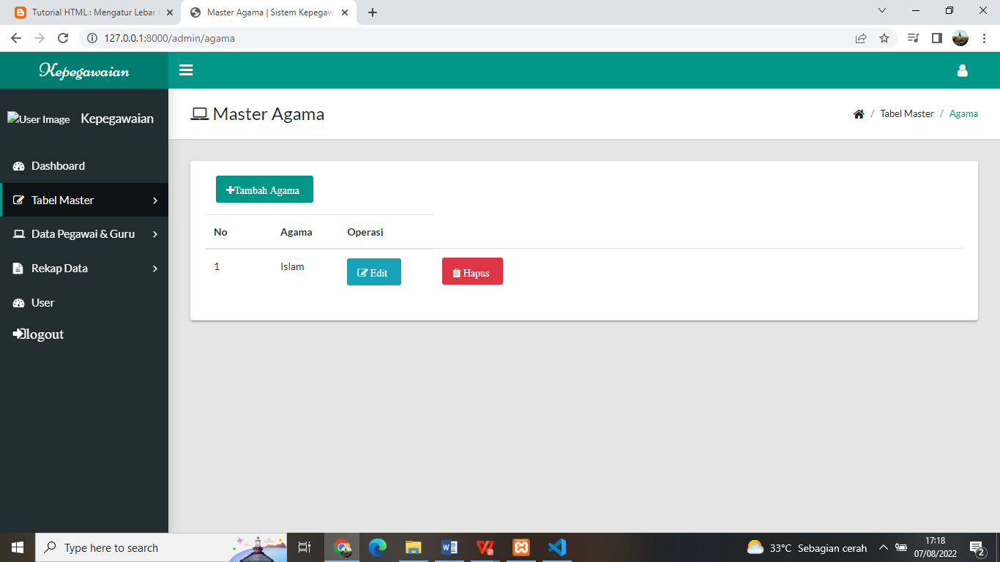 Tutorial HTML : Mengatur Lebar
Master Agama | Sistem Kepegaw
127.0.0.1:8000/admin/agama
Kepegawaian
User Image Kepegawaian
Master Agama
/ Tabel Master / Agama
Dashboard
Tabel Master
Data Pegawai & Guru
Rekap Data
User
logout
Tambah Agama
No Agama Operasi
1 Islam Edit Hapus
Type here to search
33°C Sebagian cerah
17:18
07/08/2022
2